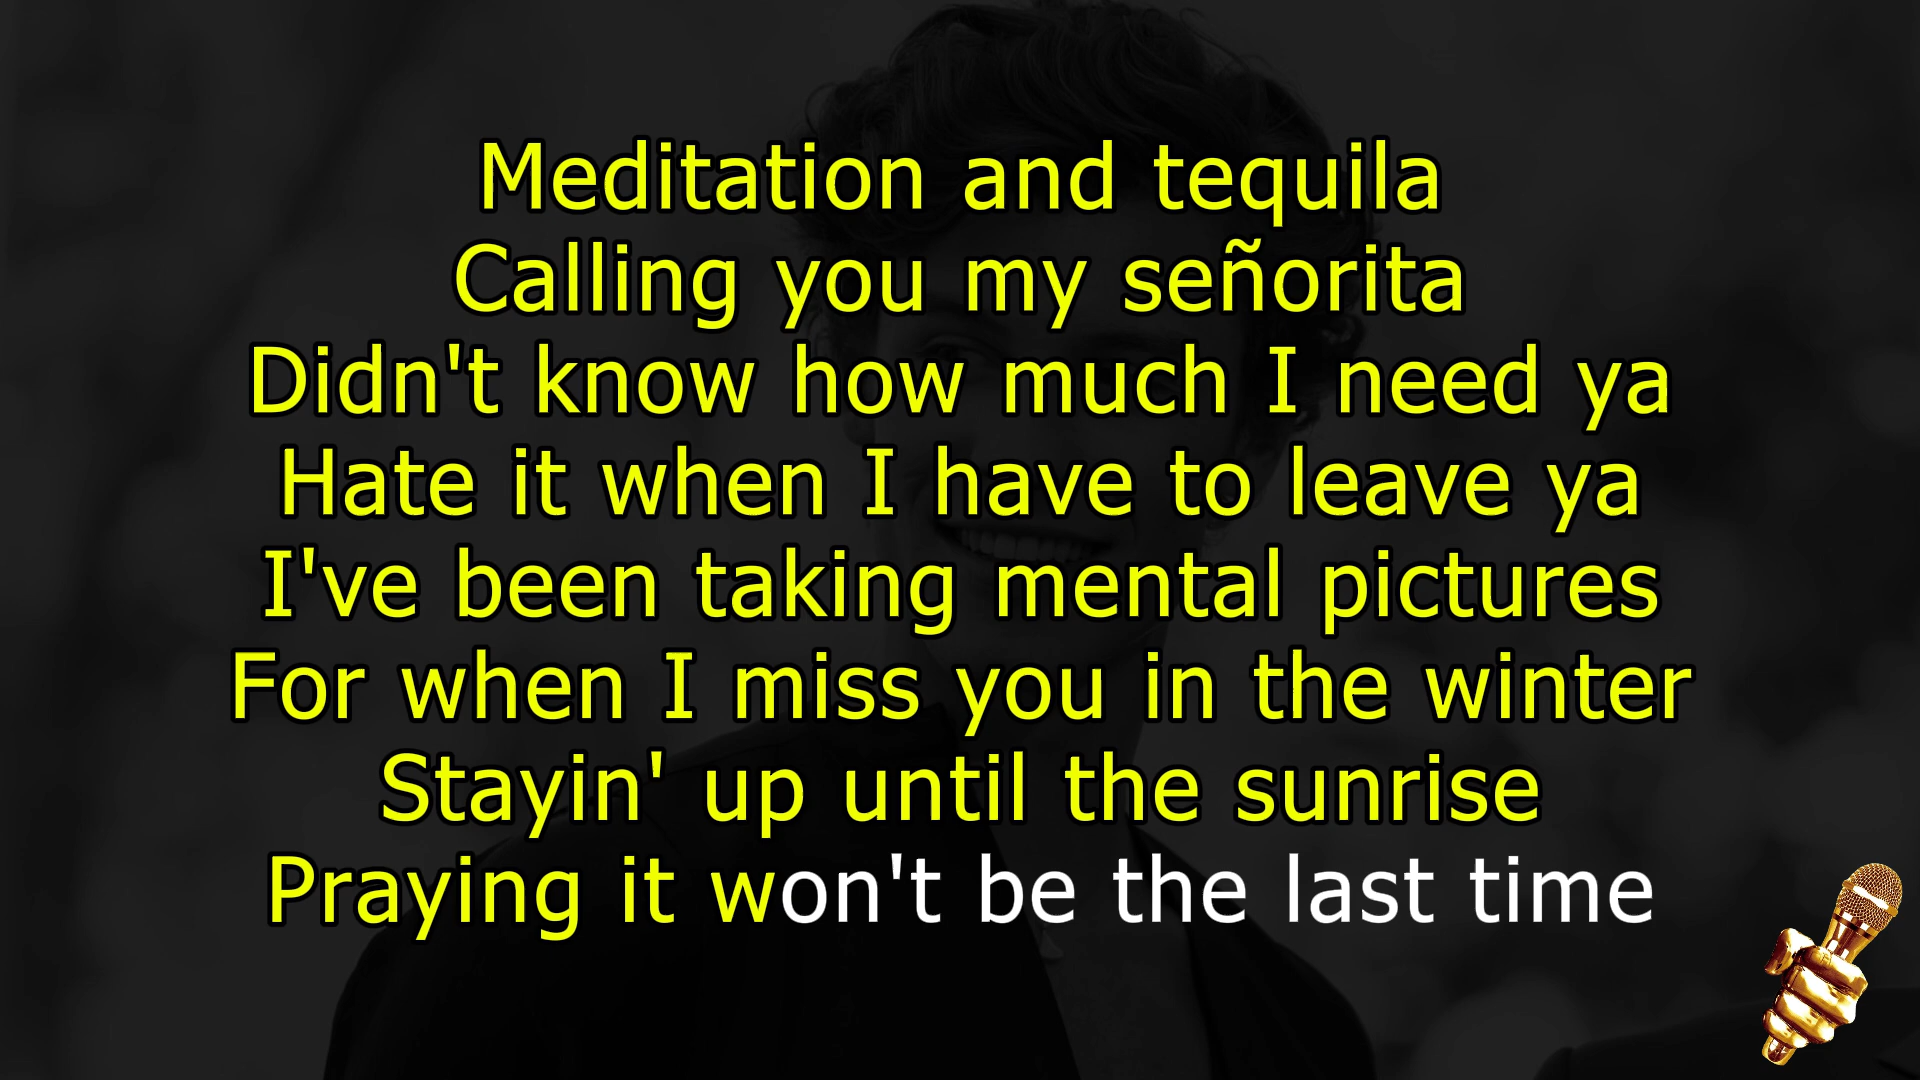 Meditation and tequila
Calling you my señorita
Didn't know how much I need ya
Hate it when I have to leave ya
I've been taking mental pictures
For when I miss you in the winter
Stayin' up until the sunrise
Praying it won't be the last time